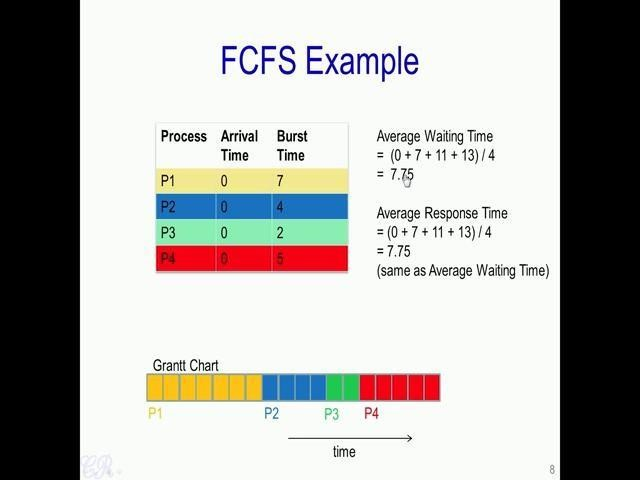 FCFS Example
Process Arrival Time Burst Time
P1 0 7
P2 0 4
P3 0 2
P4 0 5
Average Waiting Time
= (0 + 7 + 11 + 13) / 4
= 7.75
Average Response Time
= (0 + 7 + 11 + 13) / 4
= 7.75
(same as Average Waiting Time)
Grantt Chart
P1 P2 P3 P4
time
8